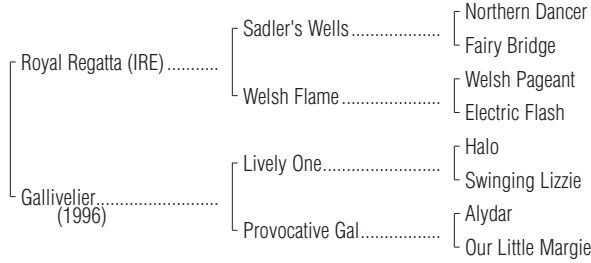 Northern Dancer
Sadler's Wells
Fairy Bridge
Royal Regatta (IRE)
Welsh Pageant
Welsh Flame
Electric Flash
Halo
Lively One
Swinging Lizzie
Gallivelier
(1996)
Alydar
Provocative Gal
Our Little Margie